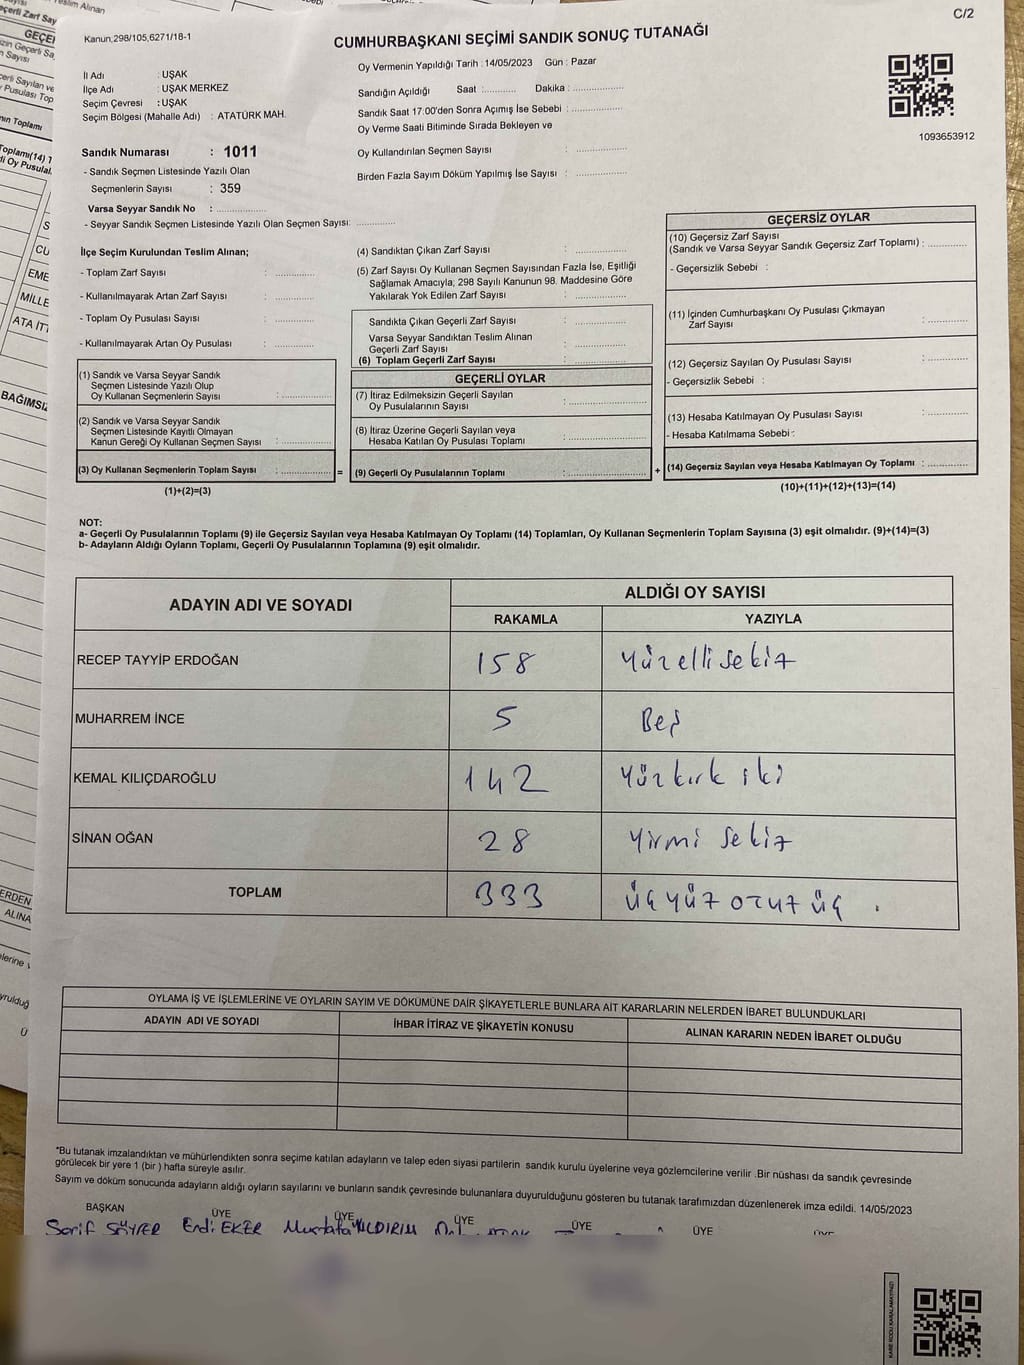 C/2
Kanun;298/105,6271/18-1
CUMHURBAŞKANI SEÇİMİ SANDIK SONUÇ TUTANAĞI
İl Adı : UŞAK
İlçe Adı : UŞAK MERKEZ
Seçim Çevresi : UŞAK
Seçim Bölgesi (Mahalle Adı) : ATATÜRK MAH.
Oy Vermenin Yapıldığı Tarih : 14/05/2023 Gün : Pazar
Sandığın Açıldığı Saat :........... Dakika : ..................
Sandık Saat 17:00'den Sonra Açımış İse Sebebi : ..................
Oy Verme Saati Bitiminde Sırada Bekleyen ve
Oy Kullandırılan Seçmen Sayısı : ..................
Birden Fazla Sayım Döküm Yapılmış İse Sayısı : ..................
1093653912
Sandık Numarası : 1011
- Sandık Seçmen Listesinde Yazılı Olan
Seçmenlerin Sayısı : 359
Varsa Seyyar Sandık No : ..................
- Seyyar Sandık Seçmen Listesinde Yazılı Olan Seçmen Sayısı: ..............
İlçe Seçim Kurulundan Teslim Alınan;
- Toplam Zarf Sayısı : ..............
- Kullanılmayarak Artan Zarf Sayısı : ..............
- Toplam Oy Pusulası Sayısı : ..............
- Kullanılmayarak Artan Oy Pusulası : ..............
(1) Sandık ve Varsa Seyyar Sandık
Seçmen Listesinde Yazılı Olup
Oy Kullanan Seçmenlerin Sayısı : ..................
(2) Sandık ve Varsa Seyyar Sandık
Seçmen Listesinde Kayıtlı Olmayan
Kanun Gereği Oy Kullanan Seçmen Sayısı : ..................
(3) Oy Kullanan Seçmenlerin Toplam Sayısı : ..................
(1)+(2)=(3)
(4) Sandıktan Çıkan Zarf Sayısı : ..................
(5) Zarf Sayısı Oy Kullanan Seçmen Sayısından Fazla İse, Eşitliği
Sağlamak Amacıyla, 298 Sayılı Kanunun 98. Maddesine Göre
Yakılarak Yok Edilen Zarf Sayısı : ..................
Sandıkta Çıkan Geçerli Zarf Sayısı : ..................
Varsa Seyyar Sandıktan Teslim Alınan
Geçerli Zarf Sayısı : ..................
(6) Toplam Geçerli Zarf Sayısı : ..................
GEÇERLİ OYLAR
(7) İtiraz Edilmeksizin Geçerli Sayılan
Oy Pusulalarının Sayısı : ..................
(8) İtiraz Üzerine Geçerli Sayılan veya
Hesaba Katılan Oy Pusulası Toplamı : ..................
= (9) Geçerli Oy Pusulalarının Toplamı : ..................
GEÇERSİZ OYLAR
(10) Geçersiz Zarf Sayısı
(Sandık ve Varsa Seyyar Sandık Geçersiz Zarf Toplamı) : ..............
- Geçersizlik Sebebi :
(11) İçinden Cumhurbaşkanı Oy Pusulası Çıkmayan
Zarf Sayısı : ..............
(12) Geçersiz Sayılan Oy Pusulası Sayısı : ..............
- Geçersizlik Sebebi :
(13) Hesaba Katılmayan Oy Pusulası Sayısı : ..............
- Hesaba Katılmama Sebebi :
+ (14) Geçersiz Sayılan veya Hesaba Katılmayan Oy Toplamı : ..............
(10)+(11)+(12)+(13)=(14)
NOT:
a- Geçerli Oy Pusulalarının Toplamı (9) ile Geçersiz Sayılan veya Hesaba Katılmayan Oy Toplamı (14) Toplamları, Oy Kullanan Seçmenlerin Toplam Sayısına (3) eşit olmalıdır. (9)+(14)=(3)
b- Adayların Aldığı Oyların Toplamı, Geçerli Oy Pusulalarının Toplamına (9) eşit olmalıdır.
ADAYIN ADI VE SOYADI
ALDIĞI OY SAYISI
RAKAMLA YAZIYLA
RECEP TAYYİP ERDOĞAN 158 Yüzelli sekiz
MUHARREM İNCE 5 Beş
KEMAL KILIÇDAROĞLU 142 Yüzkırk iki
SİNAN OĞAN 28 Yirmi sekiz
TOPLAM 333 üçyüz otuz üç
OYLAMA İŞ VE İŞLEMLERİNE VE OYLARIN SAYIM VE DÖKÜMÜNE DAİR ŞİKAYETLERLE BUNLARA AİT KARARLARIN NELERDEN İBARET BULUNDUKLARI
ADAYIN ADI VE SOYADI İHBAR İTİRAZ VE ŞİKAYETİN KONUSU ALINAN KARARIN NEDEN İBARET OLDUĞU
*Bu tutanak imzalandıktan ve mühürlendikten sonra seçime katılan adayların ve talep eden siyasi partilerin sandık kurulu üyelerine veya gözlemcilerine verilir .Bir nüshası da sandık çevresinde
görülecek bir yere 1 (bir ) hafta süreyle asılır.
Sayım ve döküm sonucunda adayların aldığı oyların sayılarını ve bunların sandık çevresinde bulunanlara duyurulduğunu gösteren bu tutanak tarafımızdan düzenlenerek imza edildi. 14/05/2023
BAŞKAN ÜYE ÜYE ÜYE ÜYE ÜYE
Erdi EKER Mustafa YILDIRIM